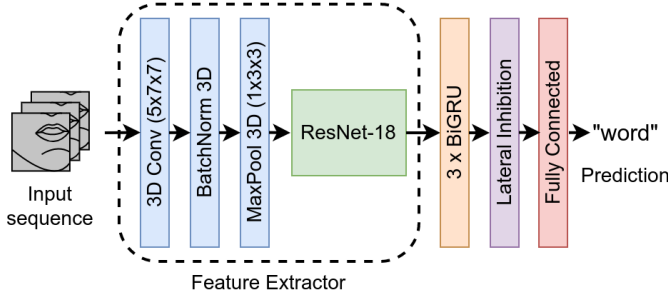 Input
sequence
3D Conv (5x7x7)
BatchNorm 3D
MaxPool 3D (1x3x3)
ResNet-18
Feature Extractor
3 x BiGRU
Lateral Inhibition
Fully Connected
"word"
Prediction